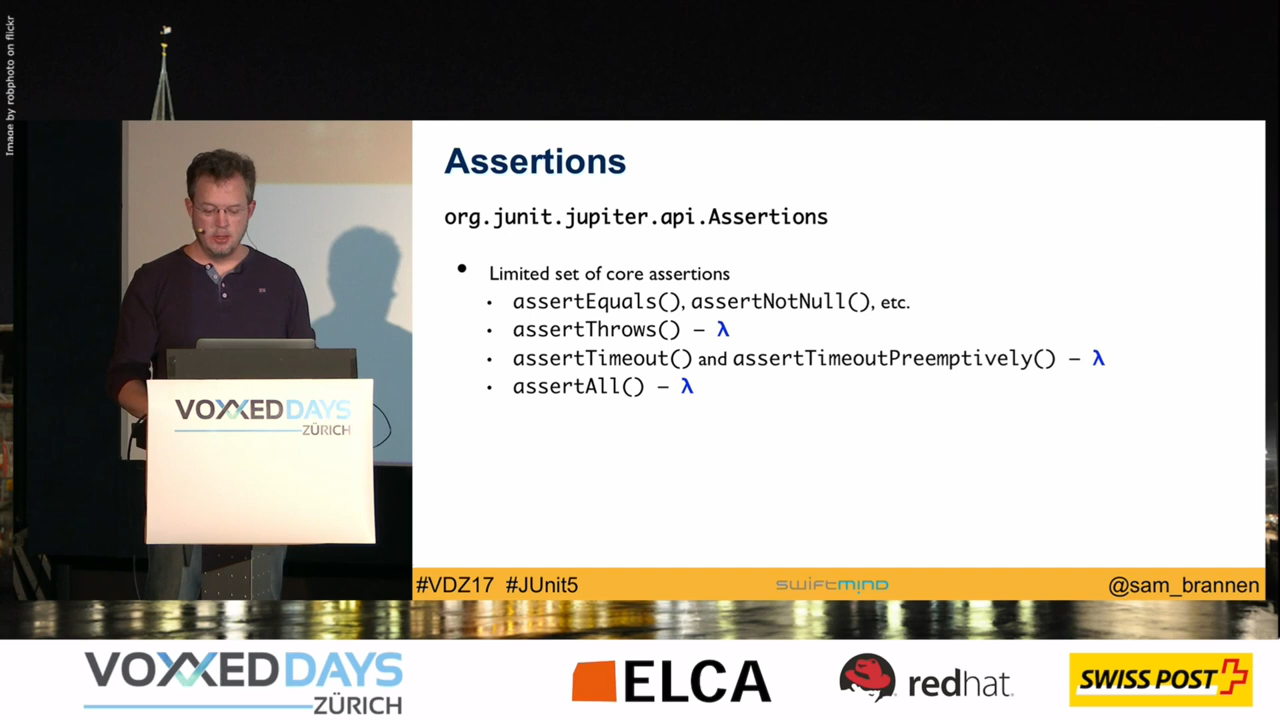 Image by robphoto on flickr
Assertions
org.junit.jupiter.api.Assertions
• Limited set of core assertions
• assertEquals(), assertNotNull(), etc.
• assertThrows() – λ
• assertTimeout() and assertTimeoutPreemptively() – λ
• assertAll() – λ
VOXXED DAYS
ZÜRICH
#VDZ17 #JUnit5
swiftmind
@sam_brannen
VOXXED DAYS
ZÜRICH
ELCA
redhat.
SWISS POST